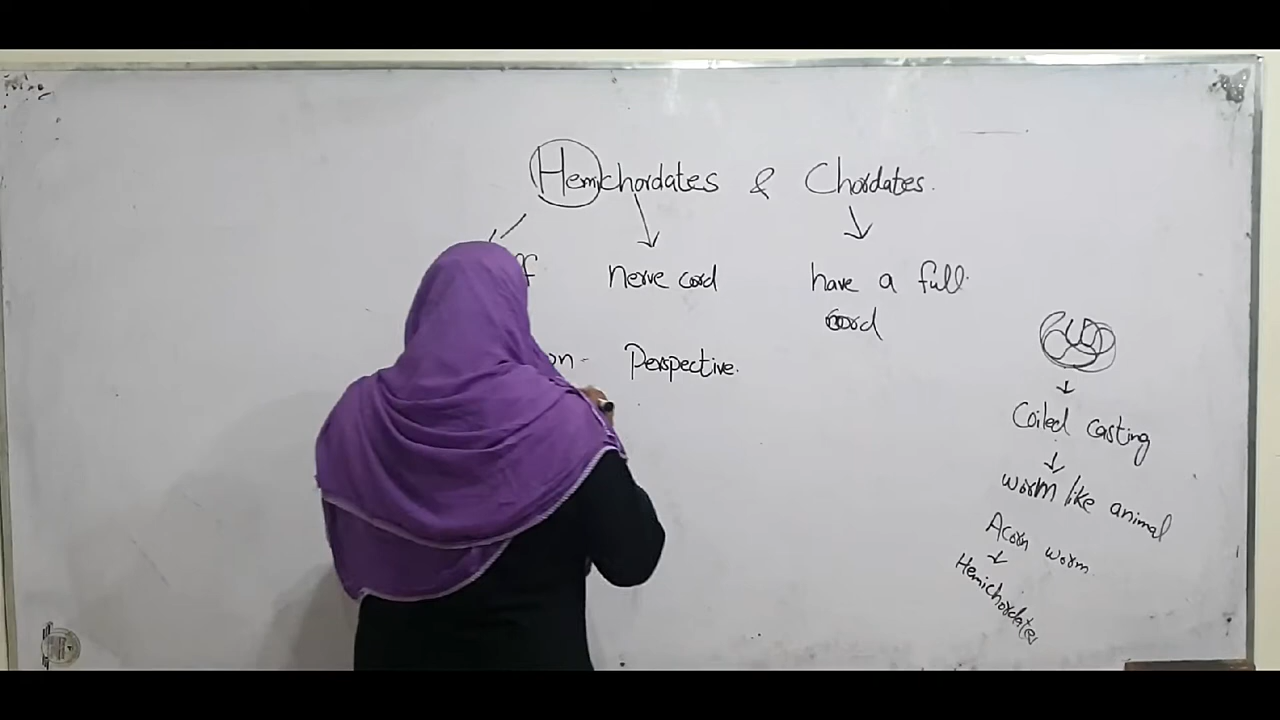 Hemichordates & Chordates.
nerve cord
have a full
cord
Perspective.
Coiled casting
worm like animal
Acorn worm.
Hemichordates